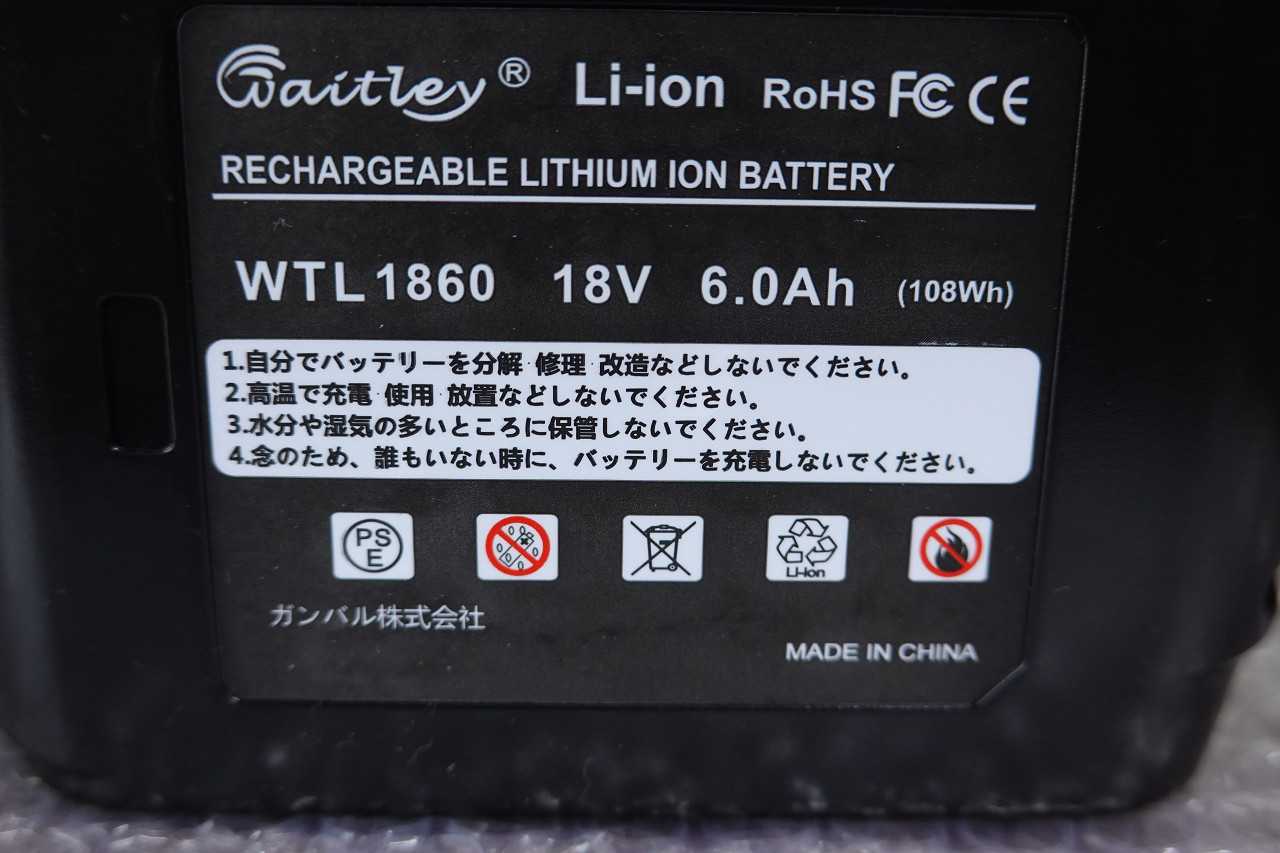 Waitley® Li-ion RoHS FC CE
RECHARGEABLE LITHIUM ION BATTERY
WTL1860 18V 6.0Ah (108Wh)
1.自分でバッテリーを分解·修理·改造などしないでください。
2.高温で充電·使用·放置などしないでください。
3.水分や湿気の多いところに保管しないでください。
4.念のため、誰もいない時に、バッテリーを充電しないでください。
PS
E
Li-ion
ガンバル株式会社
MADE IN CHINA